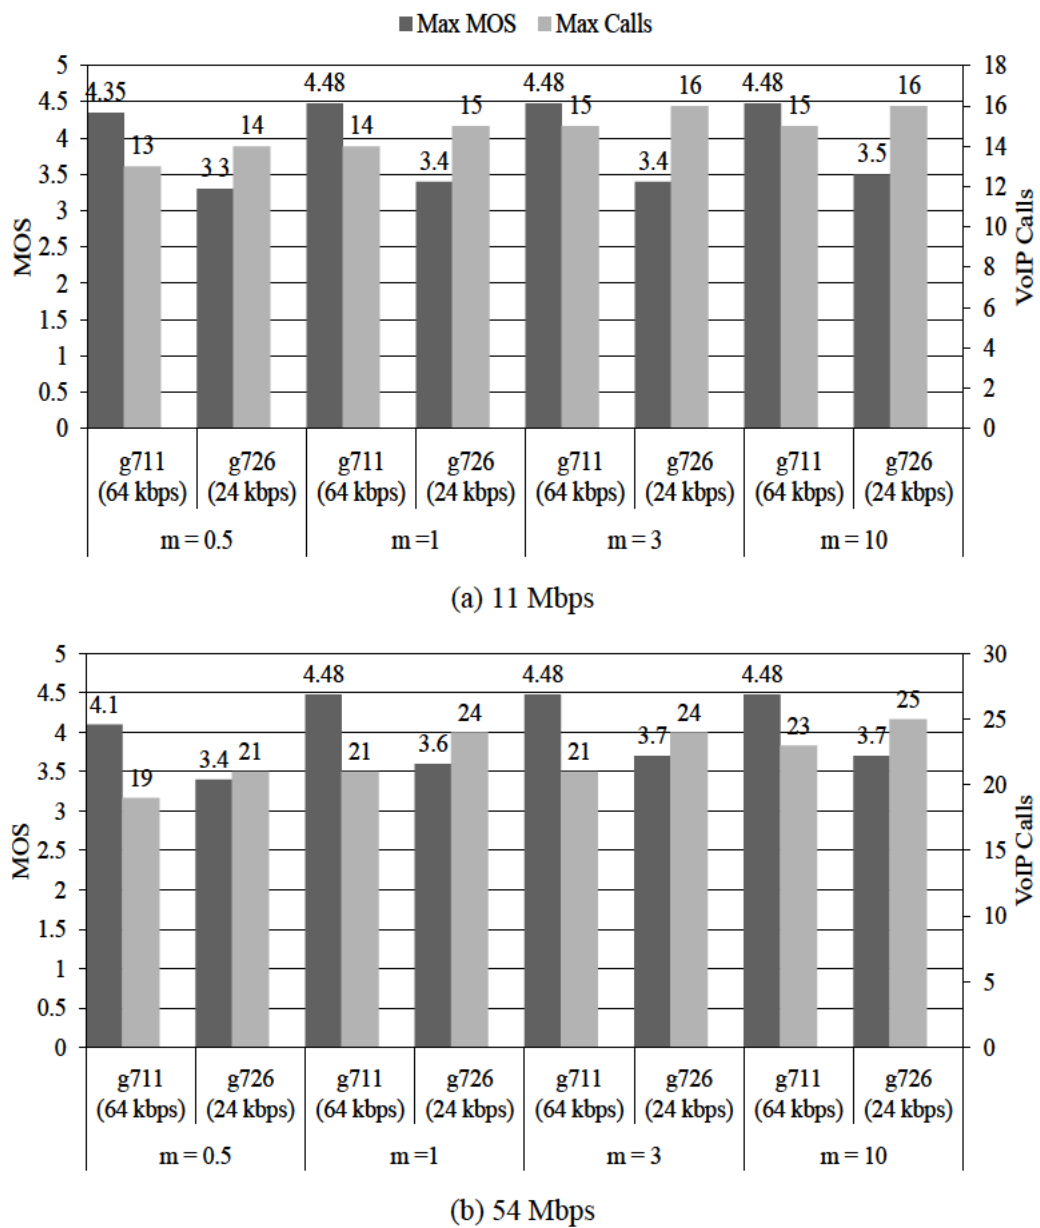 Max MOS Max Calls
5 4.35 3.3 4.48 3.4 4.48 3.4 4.48 3.5 18
4.5 13 14 14 15 15 16 15 16 16
4 14
3.5 12
3 10
2.5 8
2 6
1.5 4
1 2
0.5 0
0
MOS
VoIP Calls
g711 g726 g711 g726 g711 g726 g711 g726
(64 kbps) (24 kbps) (64 kbps) (24 kbps) (64 kbps) (24 kbps) (64 kbps) (24 kbps)
m = 0.5 m =1 m = 3 m = 10
(a) 11 Mbps
5 4.1 3.4 4.48 3.6 4.48 3.7 4.48 3.7 30
4.5 19 21 21 24 21 24 23 25 25
4 20
3.5 15
3 10
2.5 5
2 0
1.5
1
0.5
0
MOS
VoIP Calls
g711 g726 g711 g726 g711 g726 g711 g726
(64 kbps) (24 kbps) (64 kbps) (24 kbps) (64 kbps) (24 kbps) (64 kbps) (24 kbps)
m = 0.5 m =1 m = 3 m = 10
(b) 54 Mbps